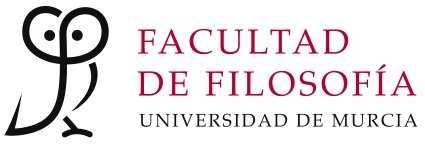 FACULTAD
DE FILOSOFÍA
UNIVERSIDAD DE MURCIA